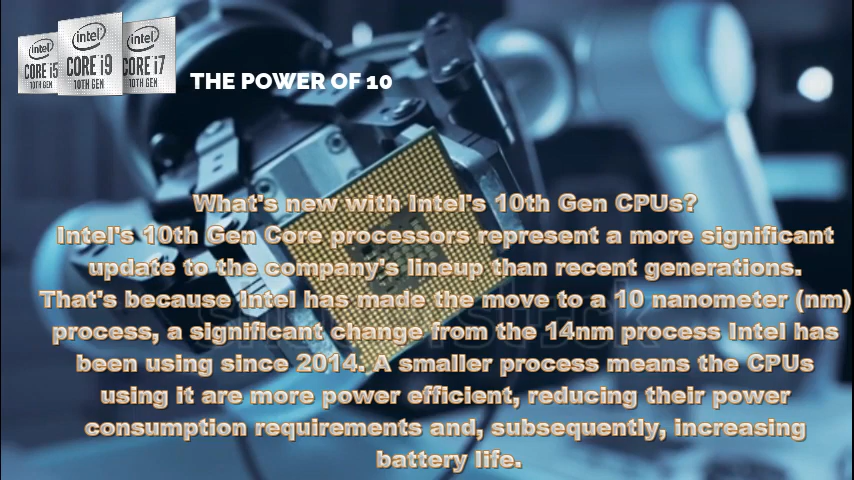 intel
CORE i5
10TH GEN
intel
CORE i9
10TH GEN
intel
CORE i7
10TH GEN
THE POWER OF 10
What's new with Intel's 10th Gen CPUs?
Intel's 10th Gen Core processors represent a more significant
update to the company's lineup than recent generations.
That's because Intel has made the move to a 10 nanometer (nm)
process, a significant change from the 14nm process Intel has
been using since 2014. A smaller process means the CPUs
using it are more power efficient, reducing their power
consumption requirements and, subsequently, increasing
battery life.